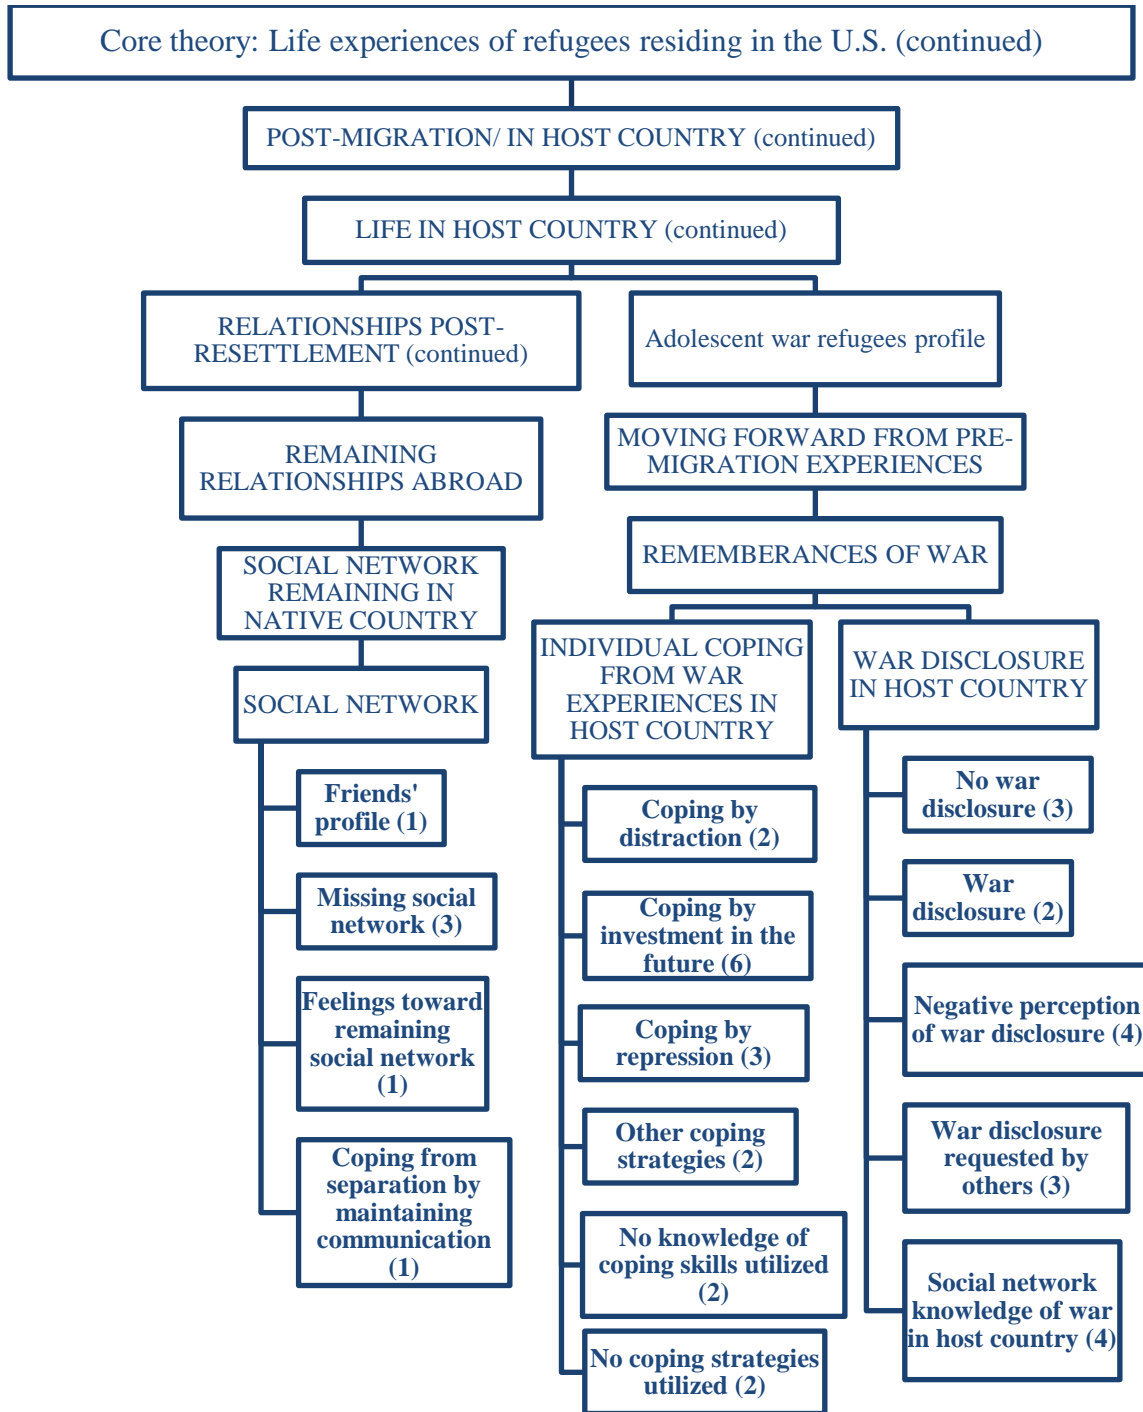 Core theory: Life experiences of refugees residing in the U.S. (continued)
POST-MIGRATION/ IN HOST COUNTRY (continued)
LIFE IN HOST COUNTRY (continued)
RELATIONSHIPS POST-
RESETTLEMENT (continued)
Adolescent war refugees profile
REMAINING
RELATIONSHIPS ABROAD
MOVING FORWARD FROM PRE-
MIGRATION EXPERIENCES
SOCIAL NETWORK
REMAINING IN
NATIVE COUNTRY
REMEMBERANCES OF WAR
SOCIAL NETWORK
INDIVIDUAL COPING
FROM WAR
EXPERIENCES IN
HOST COUNTRY
WAR DISCLOSURE
IN HOST COUNTRY
Friends'
profile (1)
Missing social
network (3)
Feelings toward
remaining
social network
(1)
Coping from
separation by
maintaining
communication
(1)
Coping by
distraction (2)
Coping by
investment in the
future (6)
Coping by
repression (3)
Other coping
strategies (2)
No knowledge of
coping skills utilized
(2)
No coping strategies
utilized (2)
No war
disclosure (3)
War
disclosure (2)
Negative perception
of war disclosure (4)
War disclosure
requested by
others (3)
Social network
knowledge of war
in host country (4)